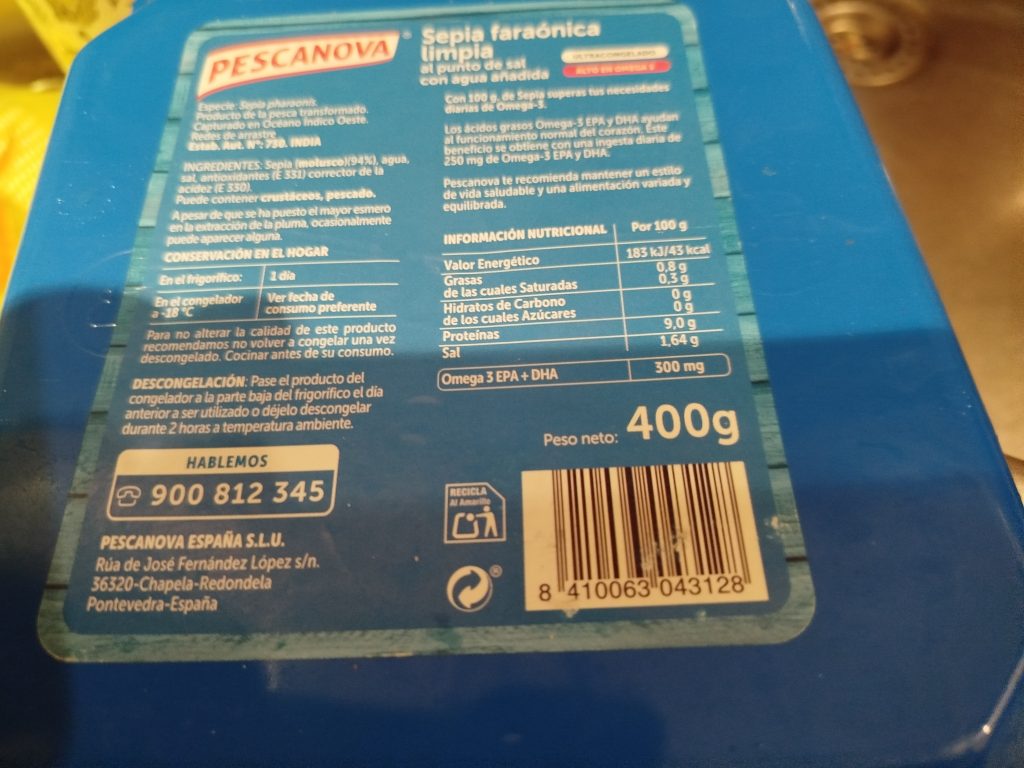 PESCANOVA®
Especie: Sepia pharaonis.
Producto de la pesca transformado.
Capturado en Océano Índico Oeste.
Redes de arrastre
Estab. Aut. Nº: 730. INDIA
INGREDIENTES: Sepia (molusco)(94%), agua,
sal, antioxidantes (E 331) corrector de la
acidez (E 330).
Puede contener crustáceos, pescado.
A pesar de que se ha puesto el mayor esmero
en la extracción de la pluma, ocasionalmente
puede aparecer alguna.
CONSERVACIÓN EN EL HOGAR
En el frigorífico: 1 día
En el congelador Ver fecha de
a -18 °C consumo preferente
Para no alterar la calidad de este producto
recomendamos no volver a congelar una vez
descongelado. Cocinar antes de su consumo.
DESCONGELACIÓN: Pase el producto del
congelador a la parte baja del frigorífico el día
anterior a ser utilizado o déjelo descongelar
durante 2 horas a temperatura ambiente.
HABLEMOS
900 812 345
PESCANOVA ESPAÑA S.L.U.
Rúa de José Fernández López s/n.
36320-Chapela-Redondela
Pontevedra-España
Sepia faraónica
limpia
al punto de sal
con agua añadida
ULTRACONGELADO
ALTO EN OMEGA 3
Con 100 g. de Sepia superas tus necesidades
diarias de Omega-3.
Los ácidos grasos Omega-3 EPA y DHA ayudan
al funcionamiento normal del corazón. Este
beneficio se obtiene con una ingesta diaria de
250 mg de Omega-3 EPA y DHA.
Pescanova te recomienda mantener un estilo
de vida saludable y una alimentación variada y
equilibrada.
INFORMACIÓN NUTRICIONAL Por 100 g
Valor Energético 183 kJ/43 kcal
Grasas 0,8 g
de las cuales Saturadas 0,3 g
Hidratos de Carbono 0 g
de los cuales Azúcares 0 g
Proteínas 9,0 g
Sal 1,64 g
Omega 3 EPA + DHA 300 mg
Peso neto: 400g
RECICLA
Al Amarillo
®
8 410063 043128